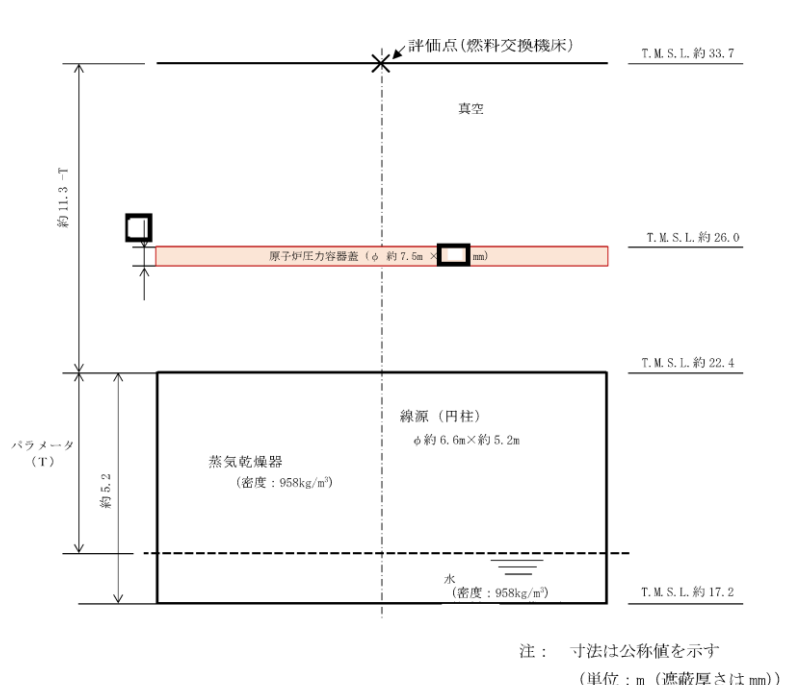 評価点(燃料交換機床)
T.M.S.L.約33.7
真空
約11.3 -T
T.M.S.L.約26.0
原子炉圧力容器蓋 (φ 約7.5m × mm)
T.M.S.L.約22.4
線源 (円柱)
φ約6.6m×約5.2m
パラメータ
(T)
蒸気乾燥器
(密度:958kg/m³)
約5.2
水
(密度:958kg/m³)
T.M.S.L.約17.2
注: 寸法は公称値を示す
(単位:m (遮蔽厚さはmm))